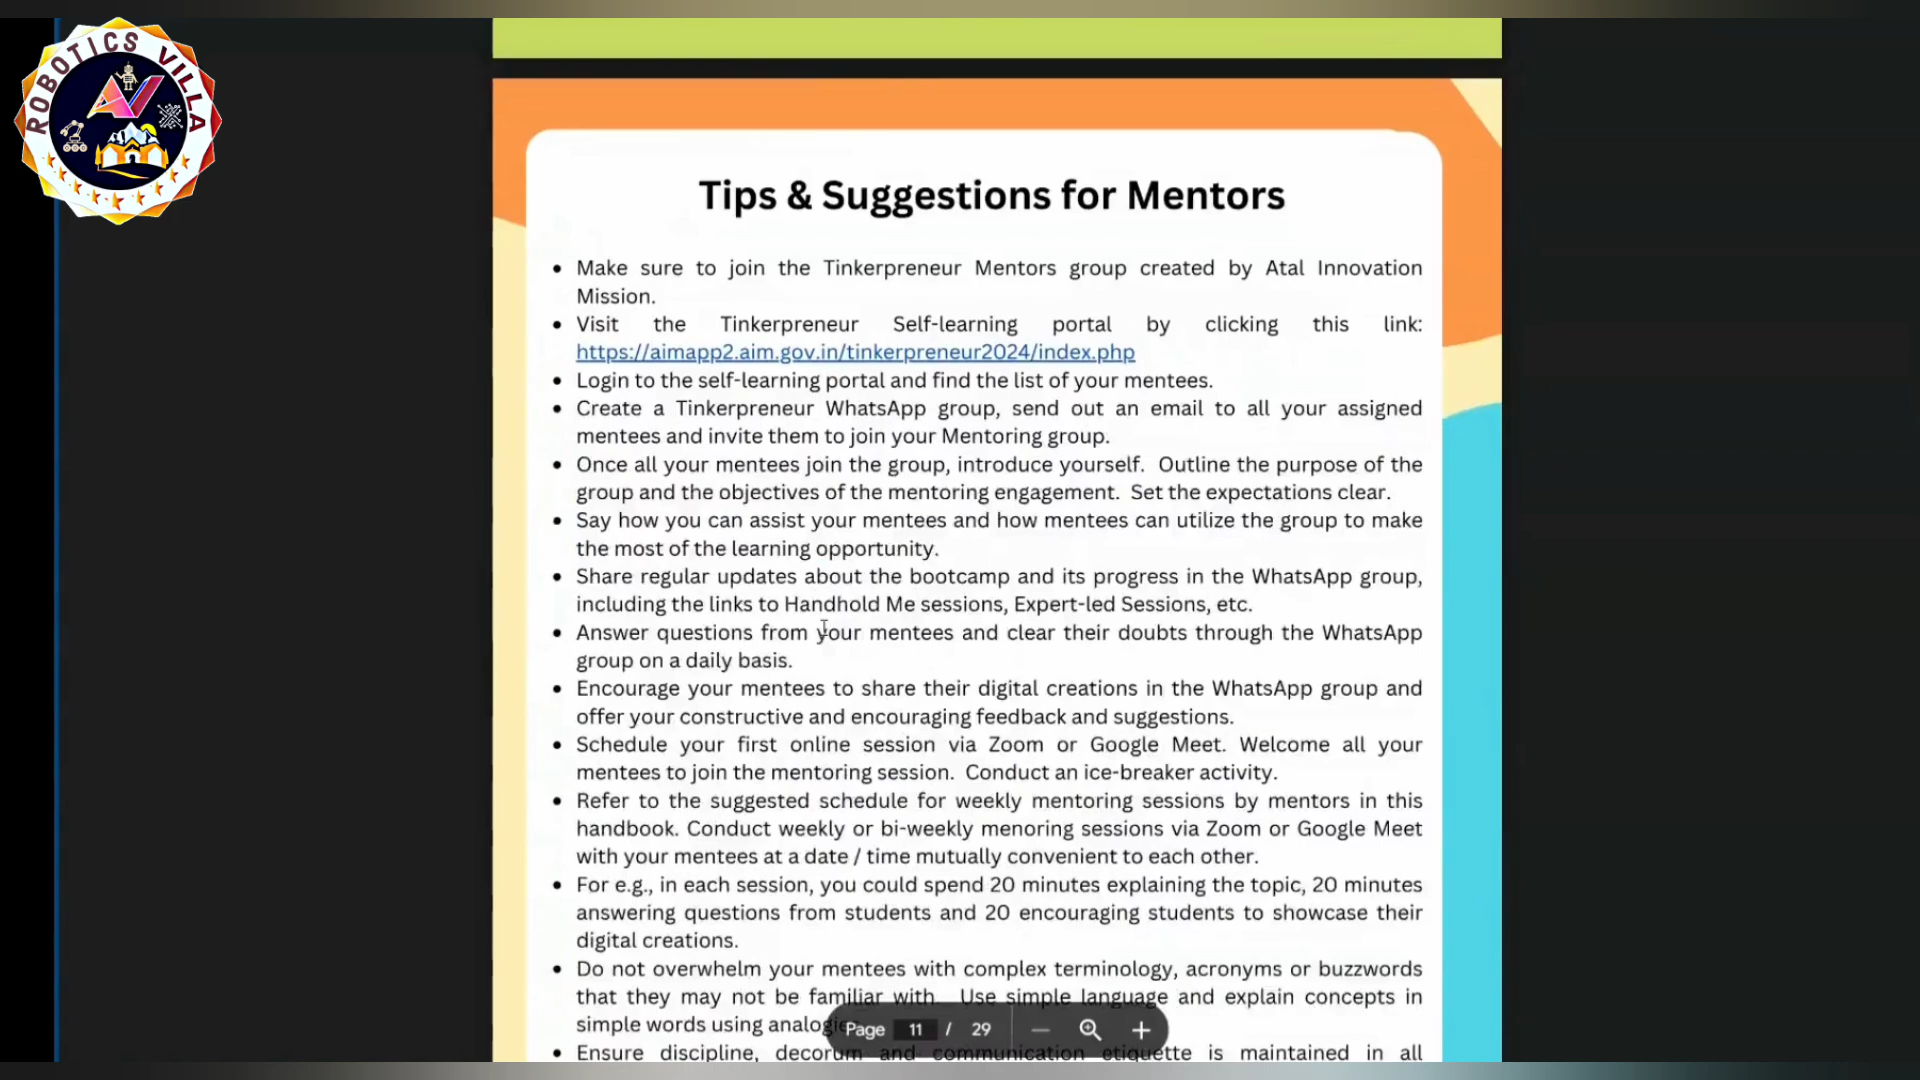 ROBOTICS VILLA
AV
Tips & Suggestions for Mentors
• Make sure to join the Tinkerpreneur Mentors group created by Atal Innovation
Mission.
• Visit the Tinkerpreneur Self-learning portal by clicking this link:
https://aimapp2.aim.gov.in/tinkerpreneur2024/index.php
• Login to the self-learning portal and find the list of your mentees.
• Create a Tinkerpreneur WhatsApp group, send out an email to all your assigned
mentees and invite them to join your Mentoring group.
• Once all your mentees join the group, introduce yourself. Outline the purpose of the
group and the objectives of the mentoring engagement. Set the expectations clear.
• Say how you can assist your mentees and how mentees can utilize the group to make
the most of the learning opportunity.
• Share regular updates about the bootcamp and its progress in the WhatsApp group,
including the links to Handhold Me sessions, Expert-led Sessions, etc.
• Answer questions from your mentees and clear their doubts through the WhatsApp
group on a daily basis.
• Encourage your mentees to share their digital creations in the WhatsApp group and
offer your constructive and encouraging feedback and suggestions.
• Schedule your first online session via Zoom or Google Meet. Welcome all your
mentees to join the mentoring session. Conduct an ice-breaker activity.
• Refer to the suggested schedule for weekly mentoring sessions by mentors in this
handbook. Conduct weekly or bi-weekly menoring sessions via Zoom or Google Meet
with your mentees at a date / time mutually convenient to each other.
• For e.g., in each session, you could spend 20 minutes explaining the topic, 20 minutes
answering questions from students and 20 encouraging students to showcase their
digital creations.
• Do not overwhelm your mentees with complex terminology, acronyms or buzzwords
that they may not be familiar with. Use simple language and explain concepts in
simple words using
• Ensure discipline, decorum and communication etiquette is maintained in all
Page 11 / 29